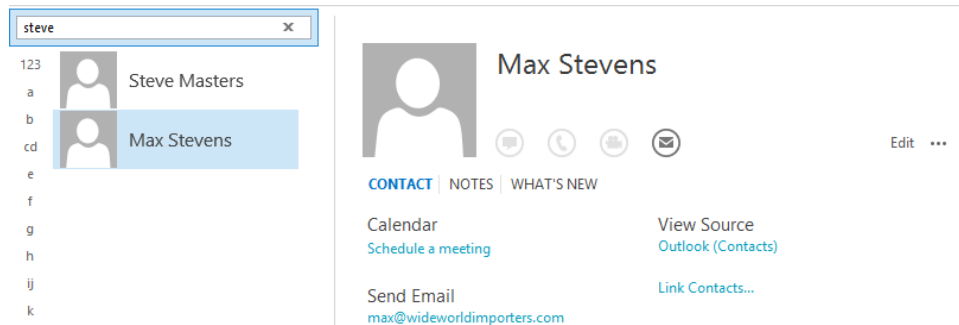 steve
123
a
b
cd
e
f
g
h
ij
k
Steve Masters
Max Stevens
Max Stevens
Edit
CONTACT NOTES WHAT'S NEW
Calendar
Schedule a meeting
View Source
Outlook (Contacts)
Link Contacts...
Send Email
max@wideworldimporters.com